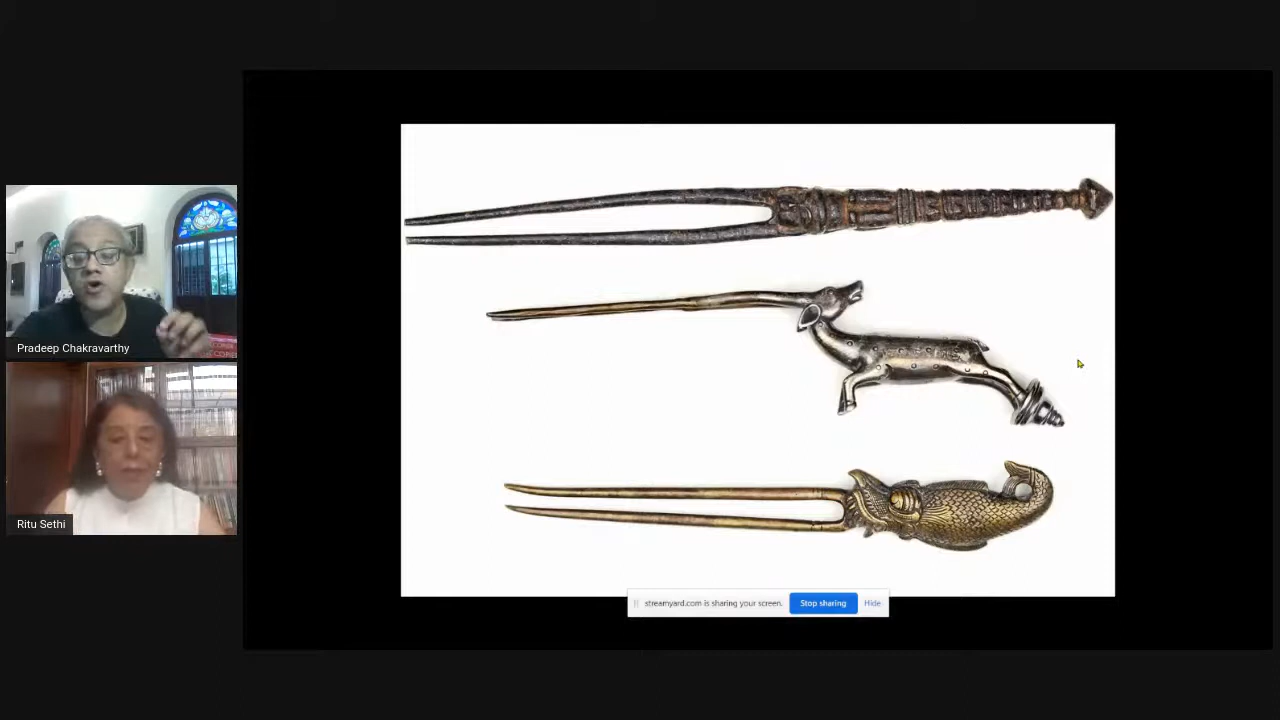 Pradeep Chakravarthy
Ritu Sethi
streamyard.com is sharing your screen.
Stop sharing
Hide